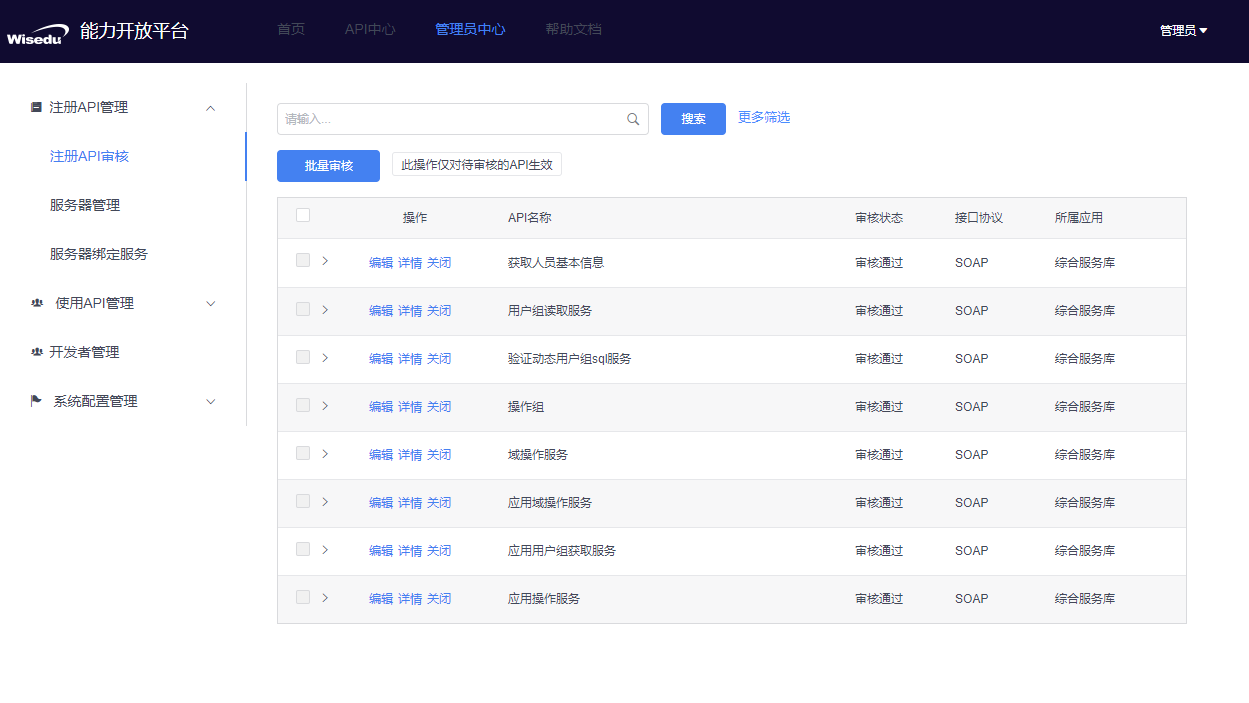 Wisedu 能力开放平台 首页 API中心 管理员中心 帮助文档 管理员
注册API管理
注册API审核
服务器管理
服务器绑定服务
使用API管理
开发者管理
系统配置管理
请输入... 搜索 更多筛选
批量审核 此操作仅对待审核的API生效
操作 API名称 审核状态 接口协议 所属应用
编辑 详情 关闭 获取人员基本信息 审核通过 SOAP 综合服务库
编辑 详情 关闭 用户组读取服务 审核通过 SOAP 综合服务库
编辑 详情 关闭 验证动态用户组sql服务 审核通过 SOAP 综合服务库
编辑 详情 关闭 操作组 审核通过 SOAP 综合服务库
编辑 详情 关闭 域操作服务 审核通过 SOAP 综合服务库
编辑 详情 关闭 应用域操作服务 审核通过 SOAP 综合服务库
编辑 详情 关闭 应用用户组获取服务 审核通过 SOAP 综合服务库
编辑 详情 关闭 应用操作服务 审核通过 SOAP 综合服务库